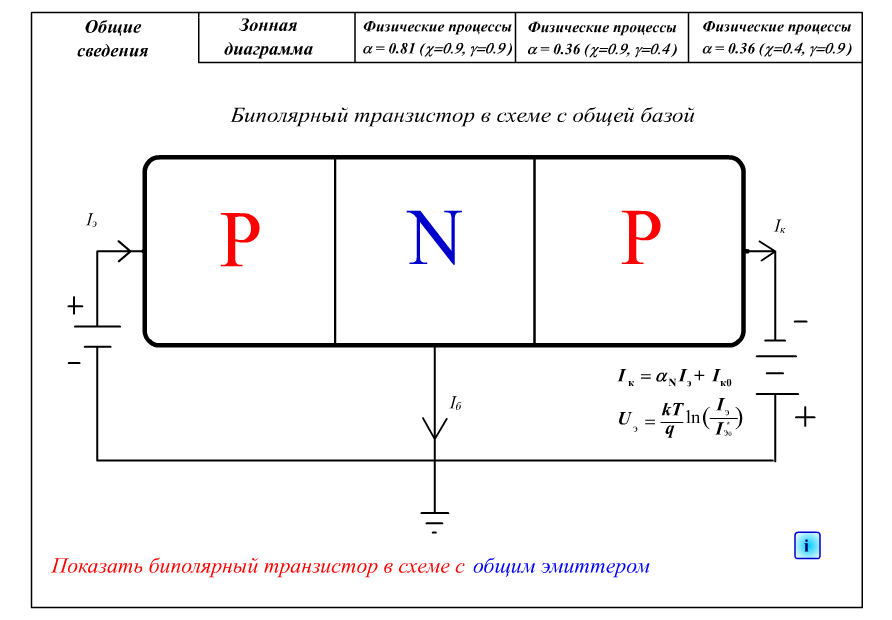 Общие сведения
Зонная диаграмма
Физические процессы
α = 0.81 (χ=0.9, γ=0.9)
Физические процессы
α = 0.36 (χ=0.9, γ=0.4)
Физические процессы
α = 0.36 (χ=0.4, γ=0.9)
Биполярный транзистор в схеме с общей базой
P N P
Iэ
Iк
+
-
-
+
Iк = αN Iэ + Iк0
Uэ = kT/q ln(Iэ/I*э0)
Iб
i
Показать биполярный транзистор в схеме с общим эмиттером